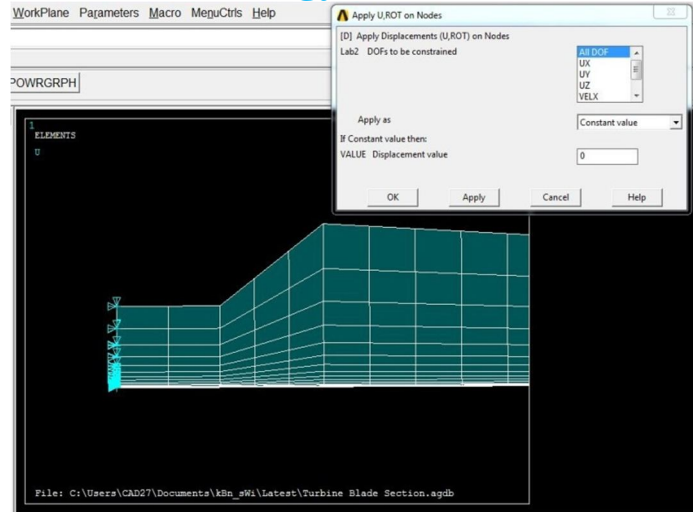 WorkPlane Parameters Macro MenuCtrls Help
POWRGRPH
Apply U,ROT on Nodes
[D] Apply Displacements (U,ROT) on Nodes
Lab2 DOFs to be constrained
All DOF
UX
UY
UZ
VELX
Apply as
Constant value
If Constant value then:
VALUE Displacement value
0
OK Apply Cancel Help
1
ELEMENTS
U
File: C:\Users\CAD27\Documents\kBn_sWi\Latest\Turbine Blade Section.agdb